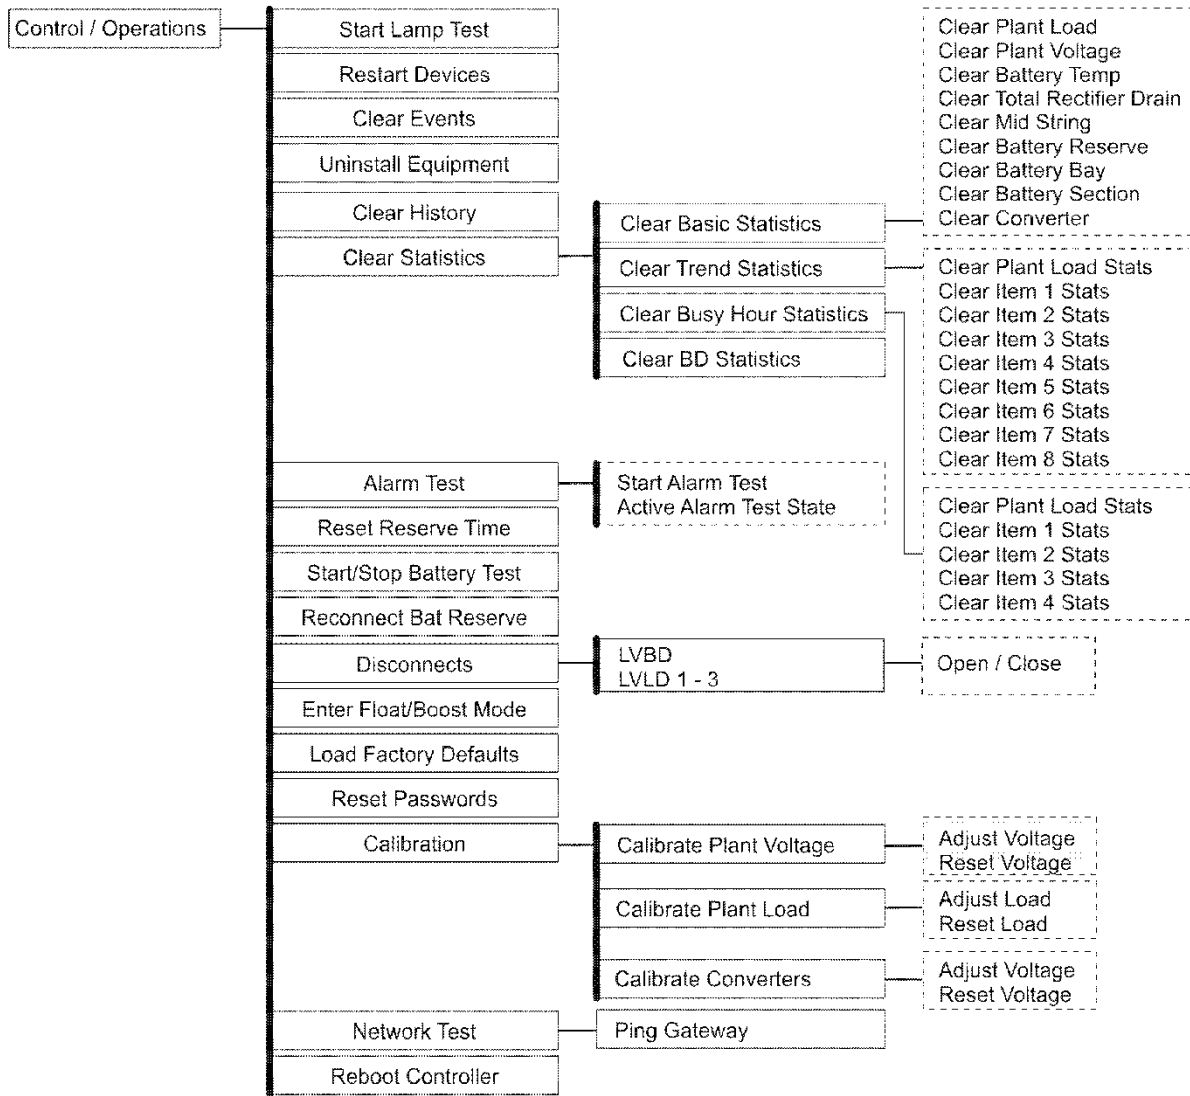 Control / Operations
Start Lamp Test
Restart Devices
Clear Events
Uninstall Equipment
Clear History
Clear Statistics
Clear Basic Statistics
Clear Plant Load
Clear Plant Voltage
Clear Battery Temp
Clear Total Rectifier Drain
Clear Mid String
Clear Battery Reserve
Clear Battery Bay
Clear Battery Section
Clear Converter
Clear Trend Statistics
Clear Plant Load Stats
Clear Item 1 Stats
Clear Item 2 Stats
Clear Item 3 Stats
Clear Item 4 Stats
Clear Item 5 Stats
Clear Item 6 Stats
Clear Item 7 Stats
Clear Item 8 Stats
Clear Busy Hour Statistics
Clear Plant Load Stats
Clear Item 1 Stats
Clear Item 2 Stats
Clear Item 3 Stats
Clear Item 4 Stats
Clear BD Statistics
Alarm Test
Start Alarm Test
Active Alarm Test State
Reset Reserve Time
Start/Stop Battery Test
Reconnect Bat Reserve
Disconnects
LVBD
LVLD 1 - 3
Open / Close
Enter Float/Boost Mode
Load Factory Defaults
Reset Passwords
Calibration
Calibrate Plant Voltage
Adjust Voltage
Reset Voltage
Calibrate Plant Load
Adjust Load
Reset Load
Calibrate Converters
Adjust Voltage
Reset Voltage
Network Test
Ping Gateway
Reboot Controller